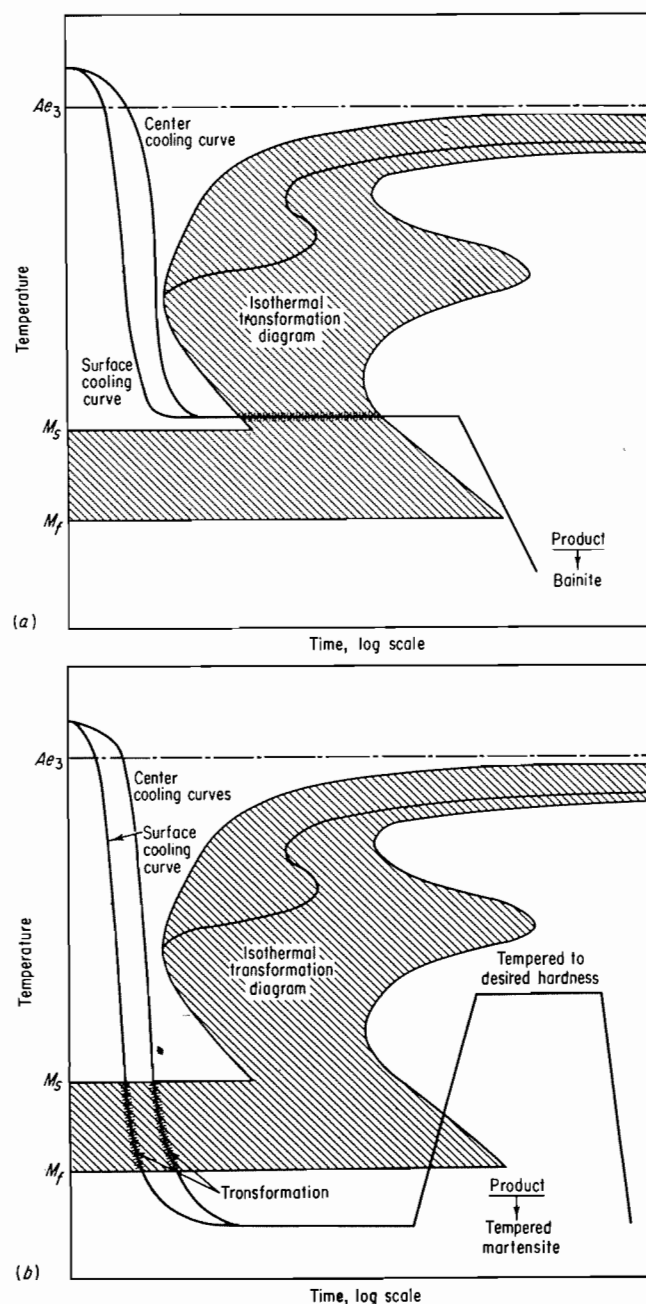 Ae3
Center
cooling curve
Temperature
Isothermal
transformation
diagram
Surface
cooling
curve
Ms
Mf
Product
Bainite
(a)
Time, log scale
Ae3
Center
cooling curves
Surface
cooling
curve
Temperature
Isothermal
transformation
diagram
Tempered to
desired hardness
Ms
Mf
Transformation
Product
Tempered
martensite
(b)
Time, log scale